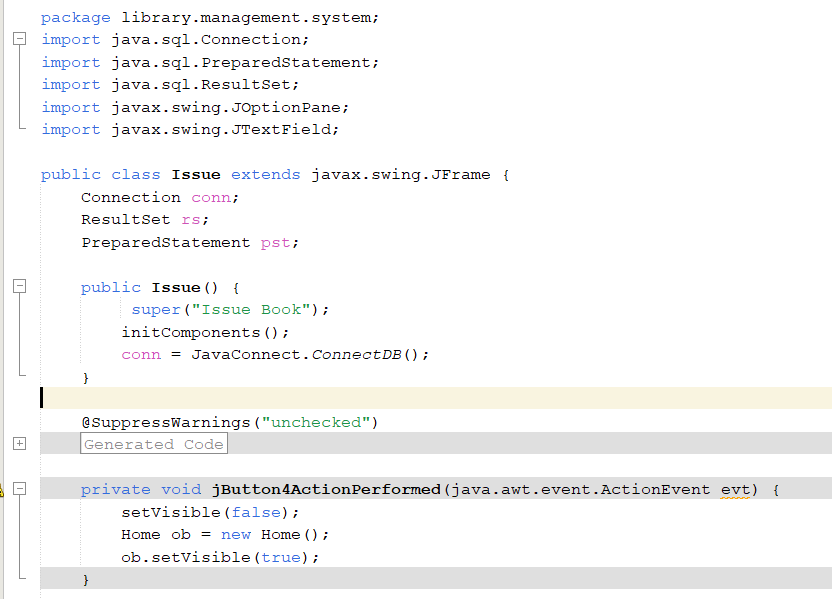 package library.management.system;
import java.sql.Connection;
import java.sql.PreparedStatement;
import java.sql.ResultSet;
import javax.swing.JOptionPane;
import javax.swing.JTextField;
public class Issue extends javax.swing.JFrame {
Connection conn;
ResultSet rs;
PreparedStatement pst;
public Issue() {
super("Issue Book");
initComponents();
conn = JavaConnect.ConnectDB();
}
@SuppressWarnings("unchecked")
Generated Code
private void jButton4ActionPerformed(java.awt.event.ActionEvent evt) {
setVisible(false);
Home ob = new Home();
ob.setVisible(true);
}